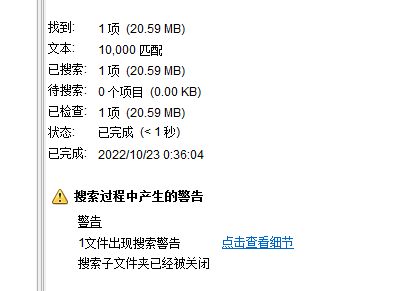 找到: 1 项 (20.59 MB)
文本: 10,000 匹配
已搜索: 1 项 (20.59 MB)
待搜索: 0 个项目 (0.00 KB)
已检查: 1 项 (20.59 MB)
状态: 已完成 (< 1 秒)
已完成: 2022/10/23 0:36:04
搜索过程中产生的警告
警告
1文件出现搜索警告 点击查看细节
搜索子文件夹已经被关闭